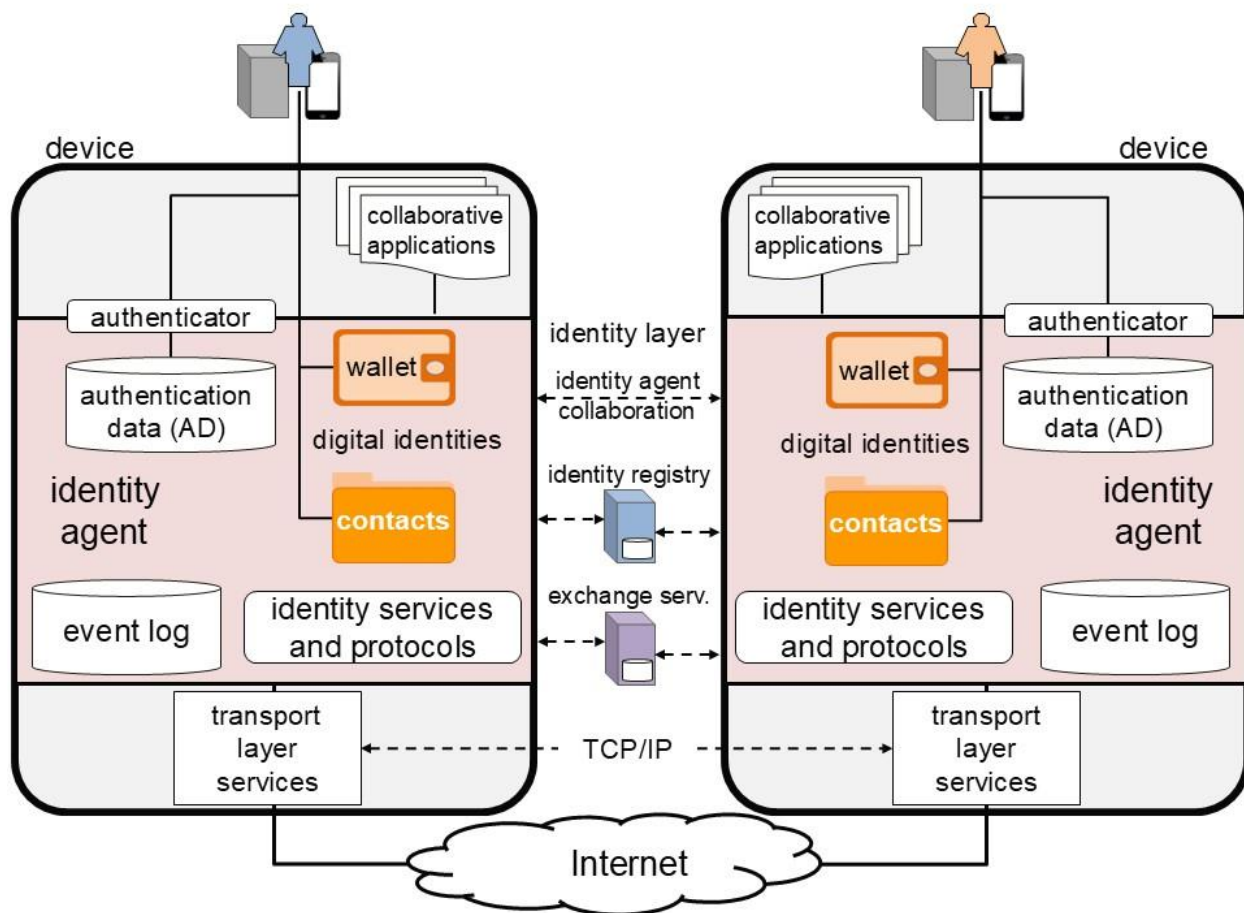 device
device
collaborative
applications
collaborative
applications
authenticator
authentication
data (AD)
wallet
digital identities
contacts
identity
agent
event log
identity services
and protocols
transport
layer
services
identity layer
identity agent
collaboration
identity registry
exchange serv.
TCP/IP
wallet
digital identities
contacts
authenticator
authentication
data (AD)
identity
agent
identity services
and protocols
event log
transport
layer
services
Internet